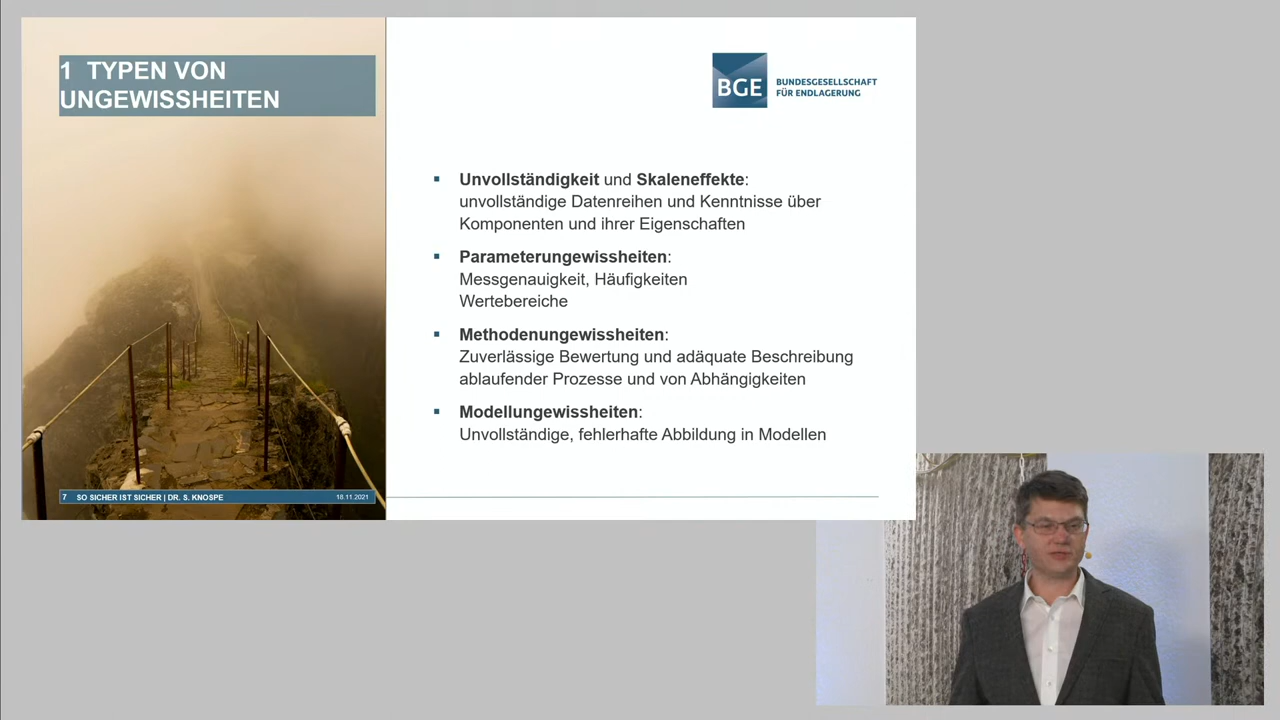 1 TYPEN VON
UNGEWISSHEITEN
BGE
BUNDESGESELLSCHAFT
FÜR ENDLAGERUNG
▪ Unvollständigkeit und Skaleneffekte:
unvollständige Datenreihen und Kenntnisse über
Komponenten und ihrer Eigenschaften
▪ Parameterungewissheiten:
Messgenauigkeit, Häufigkeiten
Wertebereiche
▪ Methodenungewissheiten:
Zuverlässige Bewertung und adäquate Beschreibung
ablaufender Prozesse und von Abhängigkeiten
▪ Modellungewissheiten:
Unvollständige, fehlerhafte Abbildung in Modellen
7 SO SICHER IST SICHER | DR. S. KNOSPE 18.11.2021